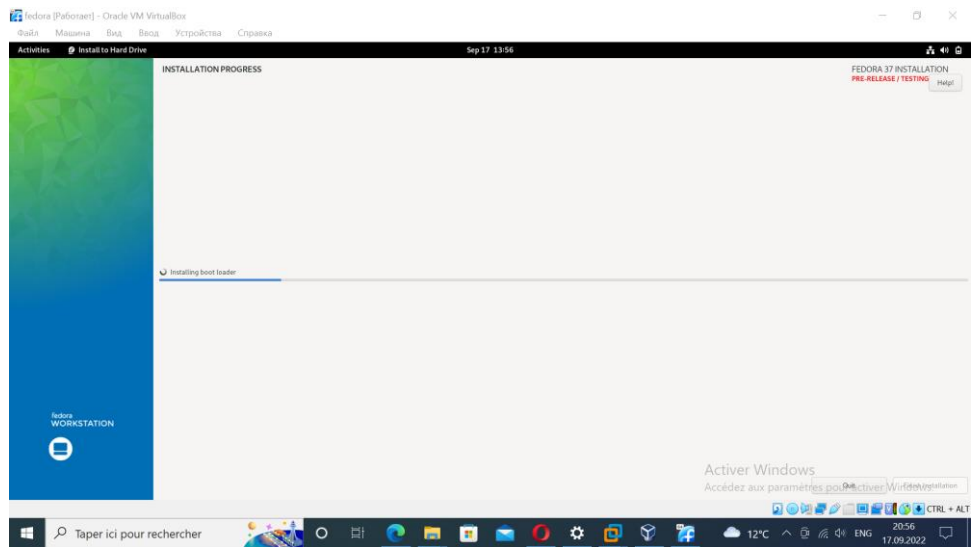 fedora [Работает] - Oracle VM VirtualBox
Файл Машина Вид Ввод Устройства Справка
Activities Install to Hard Drive Sep 17 13:56
INSTALLATION PROGRESS
FEDORA 37 INSTALLATION
PRE-RELEASE / TESTING
Help!
Installing boot loader
fedora
WORKSTATION
Activer Windows
Accédez aux paramètres pour activer Windows.
Quit
CTRL + ALT
Taper ici pour rechercher
12°C ENG 20:56
17.09.2022